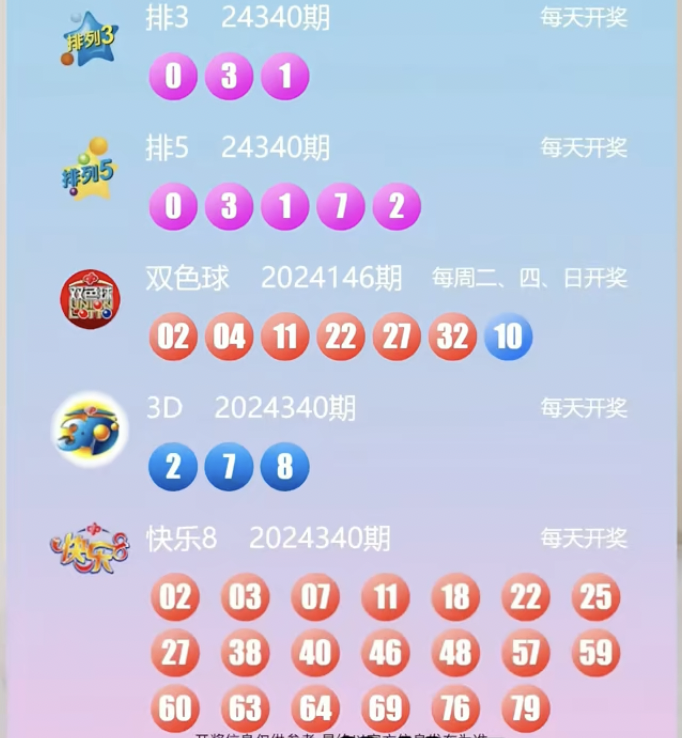 排列3
排3 24340期 每天开奖
0 3 1
排列5
排5 24340期 每天开奖
0 3 1 7 2
双色球
UNION
LOTTO
双色球 2024146期 每周二、四、日开奖
02 04 11 22 27 32 10
3D
3D 2024340期 每天开奖
2 7 8
快乐8
快乐8 2024340期 每天开奖
02 03 07 11 18 22 25
27 38 40 46 48 57 59
60 63 64 69 76 79